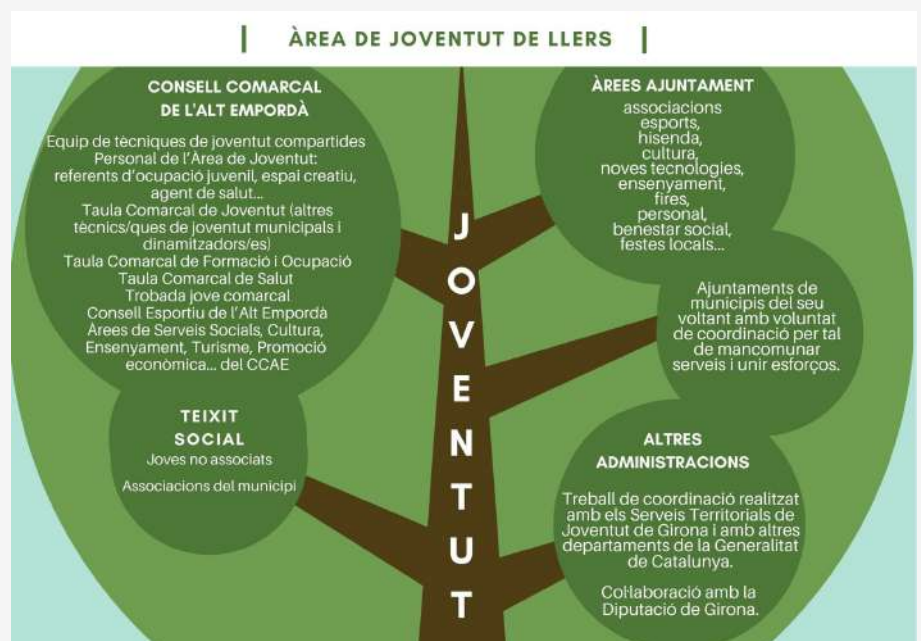 ÀREA DE JOVENTUT DE LLERS
CONSELL COMARCAL
DE L'ALT EMPORDÀ
Equip de tècniques de joventut compartides
Personal de l'Àrea de Joventut:
referents d'ocupació juvenil, espai creatiu,
agent de salut...
Taula Comarcal de Joventut (altres
tècnics/ques de joventut municipals i
dinamitzadors/es)
Taula Comarcal de Formació i Ocupació
Taula Comarcal de Salut
Trobada jove comarcal
Consell Esportiu de l'Alt Empordà
Àrees de Serveis Socials, Cultura,
Ensenyament, Turisme, Promoció
econòmica... del CCAE
TEIXIT
SOCIAL
Joves no associats
Associacions del municipi
J
O
V
E
N
T
U
T
ÀREES AJUNTAMENT
associacions
esports,
hisenda,
cultura,
noves tecnologies,
ensenyament,
fires,
personal,
benestar social,
festes locals...
Ajuntaments de
municipis del seu
voltant amb voluntat
de coordinació per tal
de mancomunar
serveis i unir esforços.
ALTRES
ADMINISTRACIONS
Treball de coordinació realitzat
amb els Serveis Territorials de
Joventut de Girona i amb altres
departaments de la Generalitat
de Catalunya.
Col·laboració amb la
Diputació de Girona.